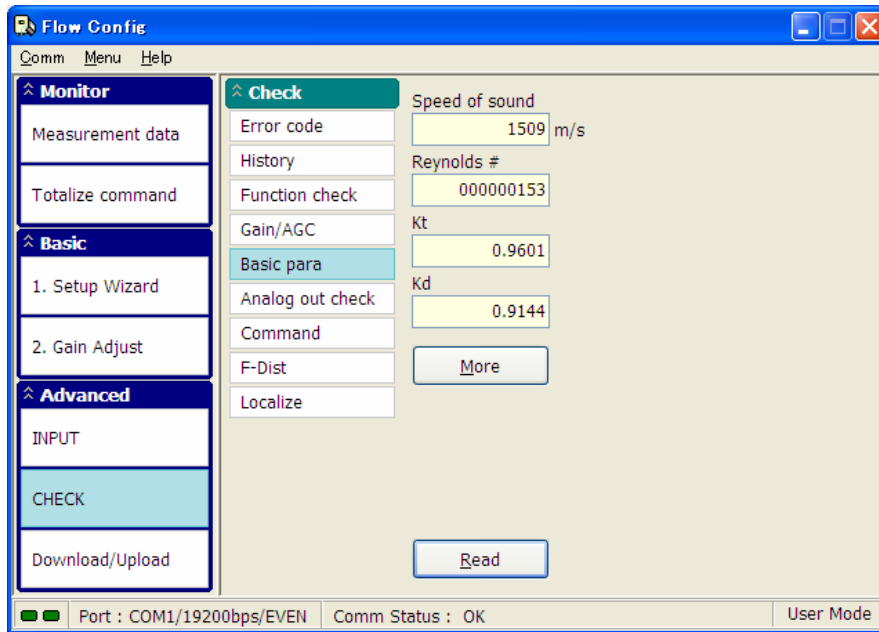 Flow Config
Comm Menu Help
Monitor
Measurement data
Totalize command
Basic
1. Setup Wizard
2. Gain Adjust
Advanced
INPUT
CHECK
Download/Upload
Check
Error code
History
Function check
Gain/AGC
Basic para
Analog out check
Command
F-Dist
Localize
Speed of sound
1509 m/s
Reynolds #
000000153
Kt
0.9601
Kd
0.9144
More
Read
Port : COM1/19200bps/EVEN Comm Status : OK User Mode